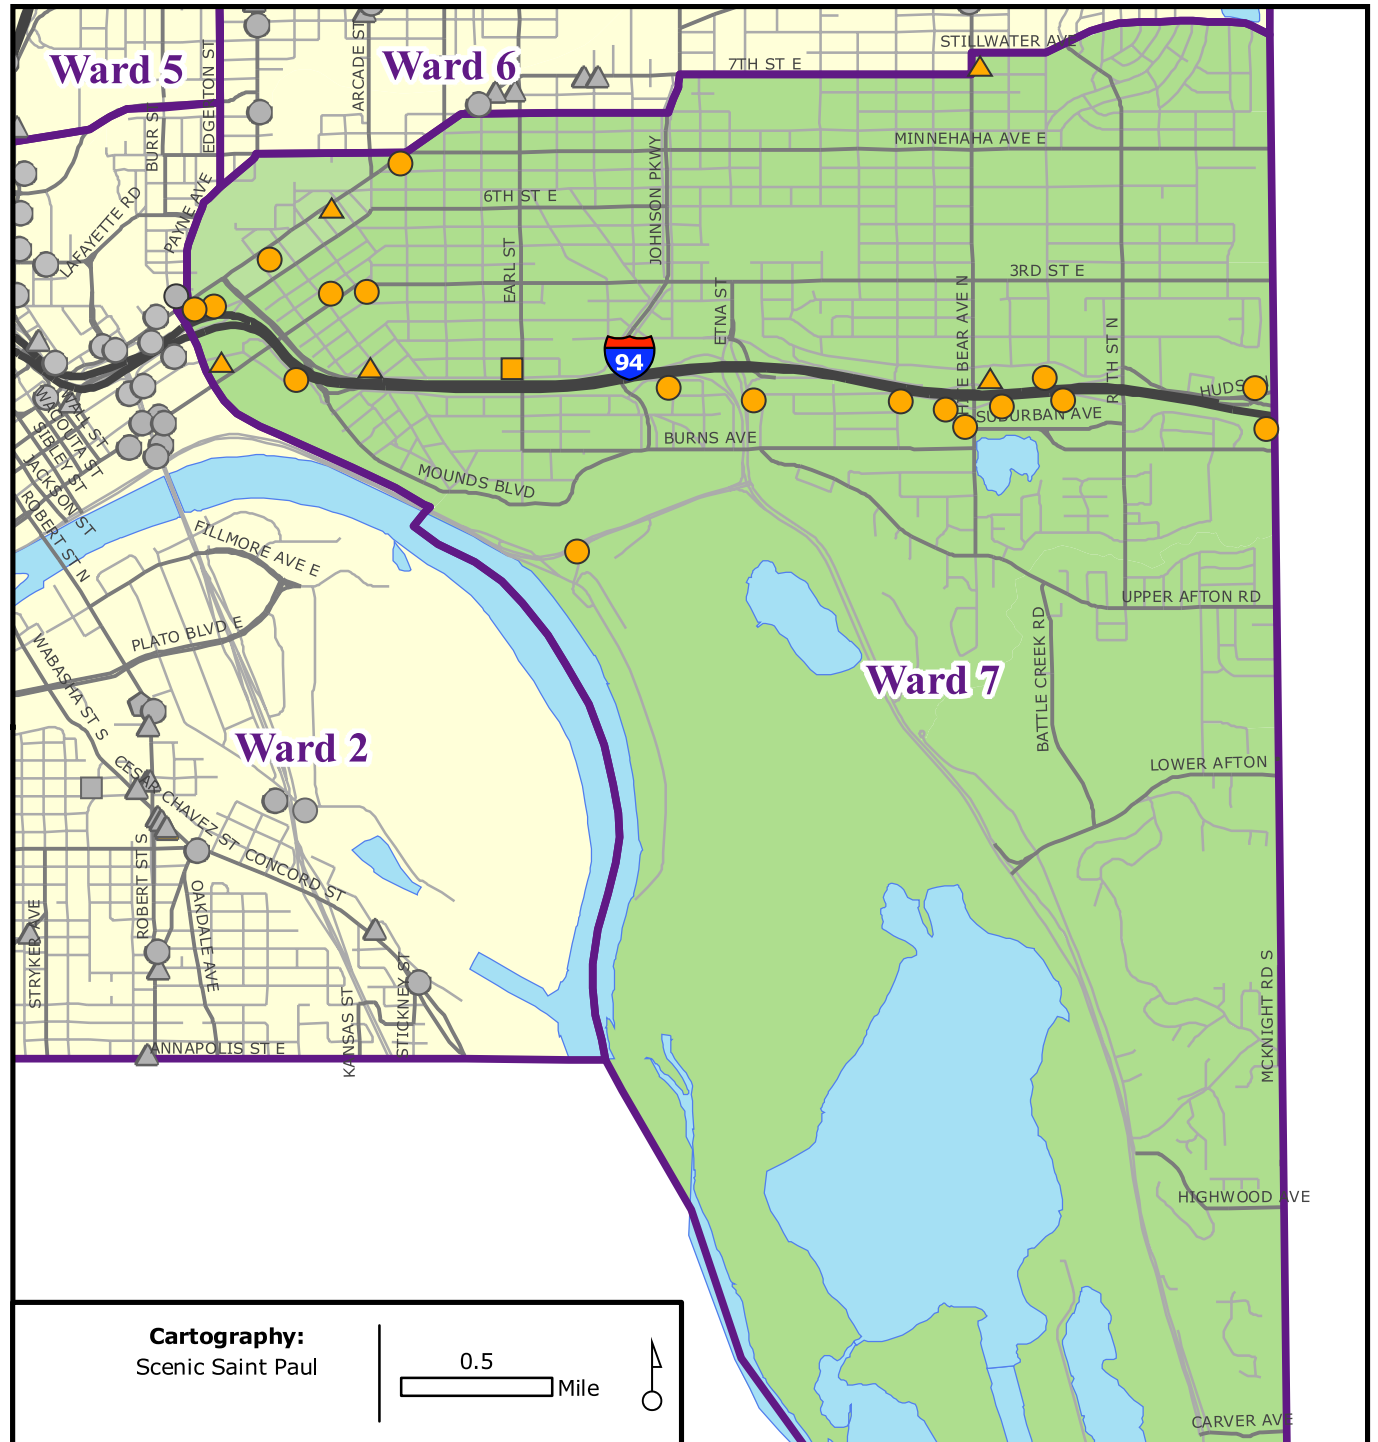 STILLWATER AVE
Ward 5
Ward 6
7TH ST E
EDGERTON ST
ARCADE ST
BURR ST
MINNEHAHA AVE E
JOHNSON PKWY
6TH ST E
PAYNE AVE
LAFAYETTE RD
EARL ST
3RD ST E
ETNA ST
94
RUTH ST N
SUBURBAN AVE
WALL ST
WACOUTA ST
SIBLEY ST
JACKSON ST
ROBERT ST N
BURNS AVE
MOUNDS BLVD
FILLMORE AVE E
UPPER AFTON RD
PLATO BLVD E
BATTLE CREEK RD
WABASHA ST S
Ward 7
Ward 2
LOWER AFTON
CESAR CHAVEZ ST
CONCORD ST
ROBERT ST S
OAKDALE AVE
STRYKER AVE
STICKNEY ST
KANSAS ST
MCKNIGHT RD S
ANNAPOLIS ST E
HIGHWOOD AVE
Cartography:
Scenic Saint Paul
0.5
Mile
CARVER AVE